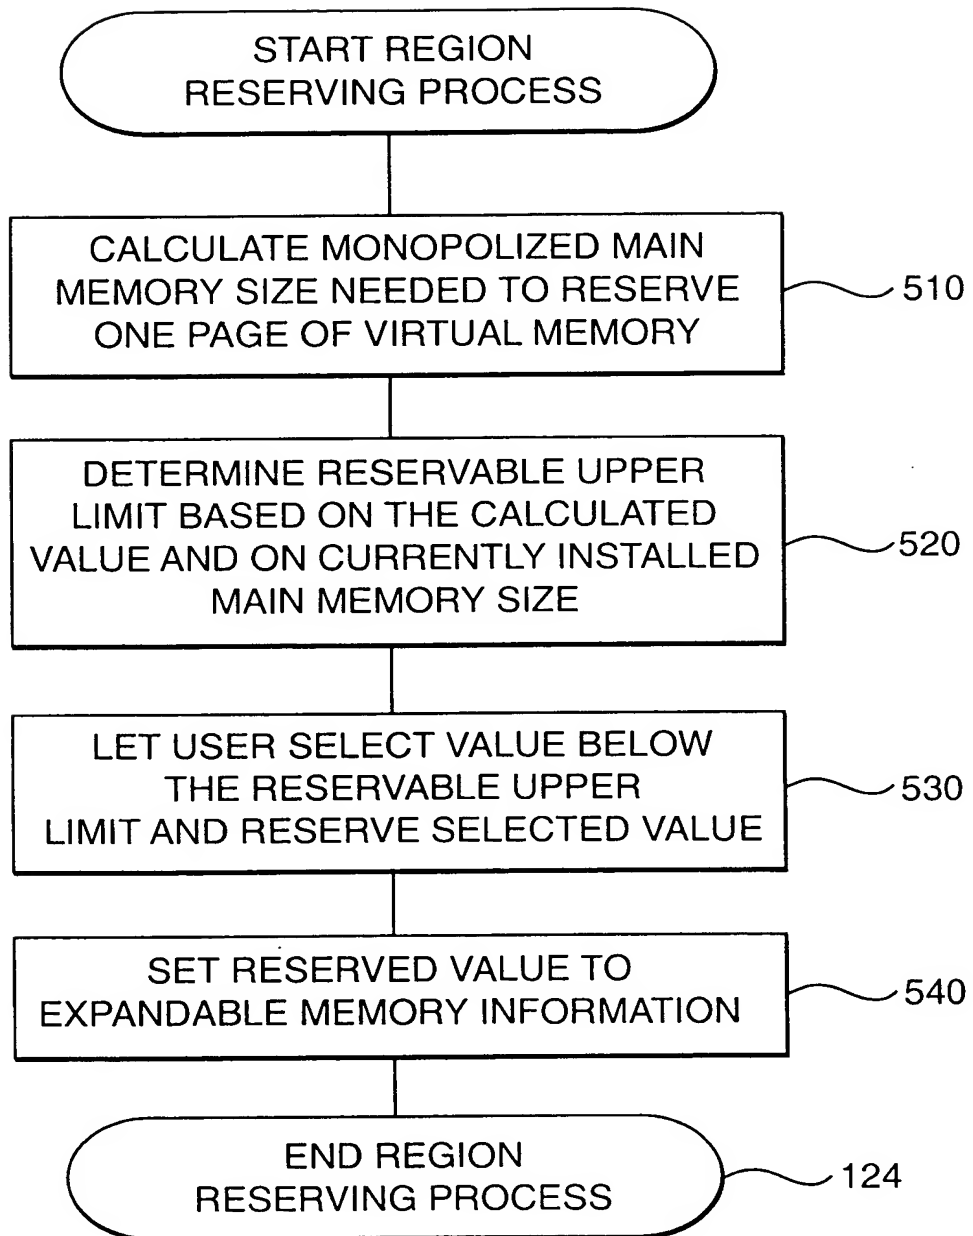 START REGION
RESERVING PROCESS
CALCULATE MONOPOLIZED MAIN
MEMORY SIZE NEEDED TO RESERVE
ONE PAGE OF VIRTUAL MEMORY
510
DETERMINE RESERVABLE UPPER
LIMIT BASED ON THE CALCULATED
VALUE AND ON CURRENTLY INSTALLED
MAIN MEMORY SIZE
520
LET USER SELECT VALUE BELOW
THE RESERVABLE UPPER
LIMIT AND RESERVE SELECTED VALUE
530
SET RESERVED VALUE TO
EXPANDABLE MEMORY INFORMATION
540
END REGION
RESERVING PROCESS
124